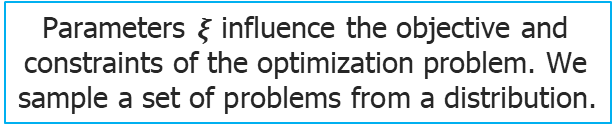 Parameters ξ influence the objective and
constraints of the optimization problem. We
sample a set of problems from a distribution.